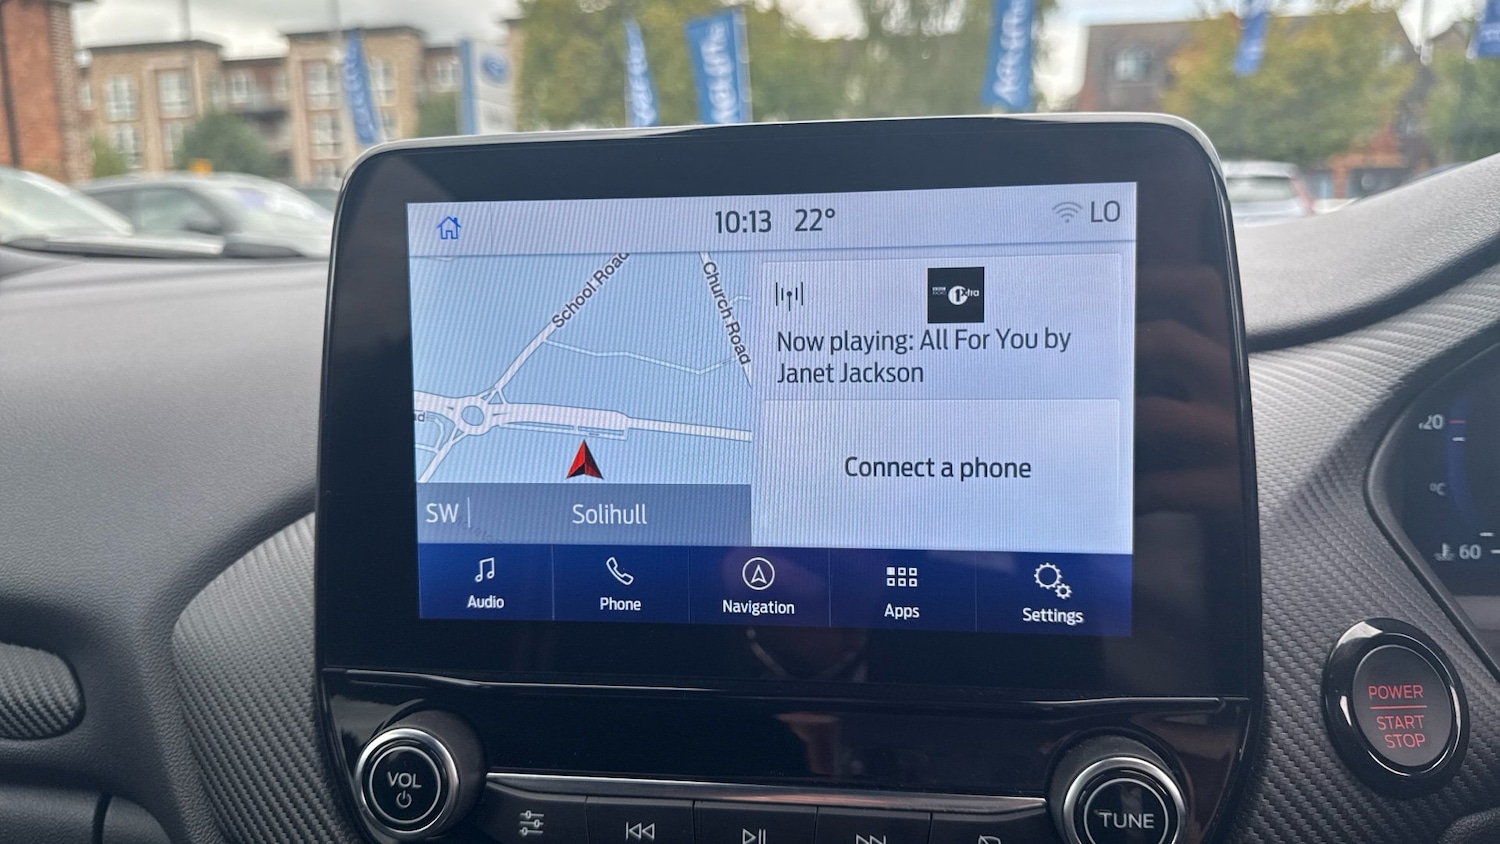 10:13 22°
LO
School Road
Church Road
1Xtra
Now playing: All For You by
Janet Jackson
Connect a phone
SW
Solihull
Audio
Phone
Navigation
Apps
Settings
VOL
TUNE
POWER
START
STOP
°C
60